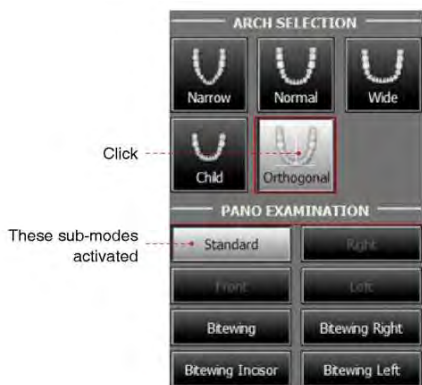 ARCH SELECTION
Narrow Normal Wide
Click
Child Orthogonal
PANO EXAMINATION
These sub-modes
activated
Standard Right
Front Left
Bitewing Bitewing Right
Bitewing Incisor Bitewing Left